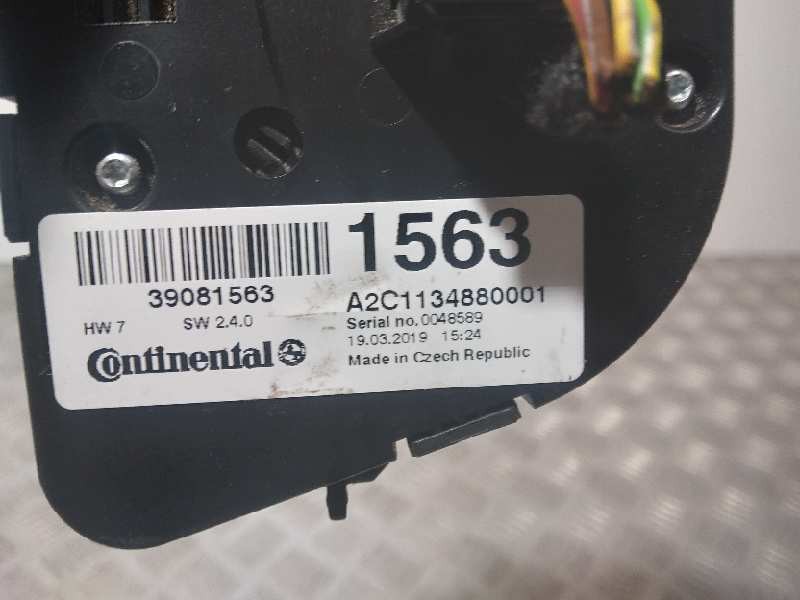 39081563
1563
HW 7 SW 2.4.0
A2C1134880001
Serial no. 0048589
19.03.2019 15:24
Continental
Made in Czech Republic